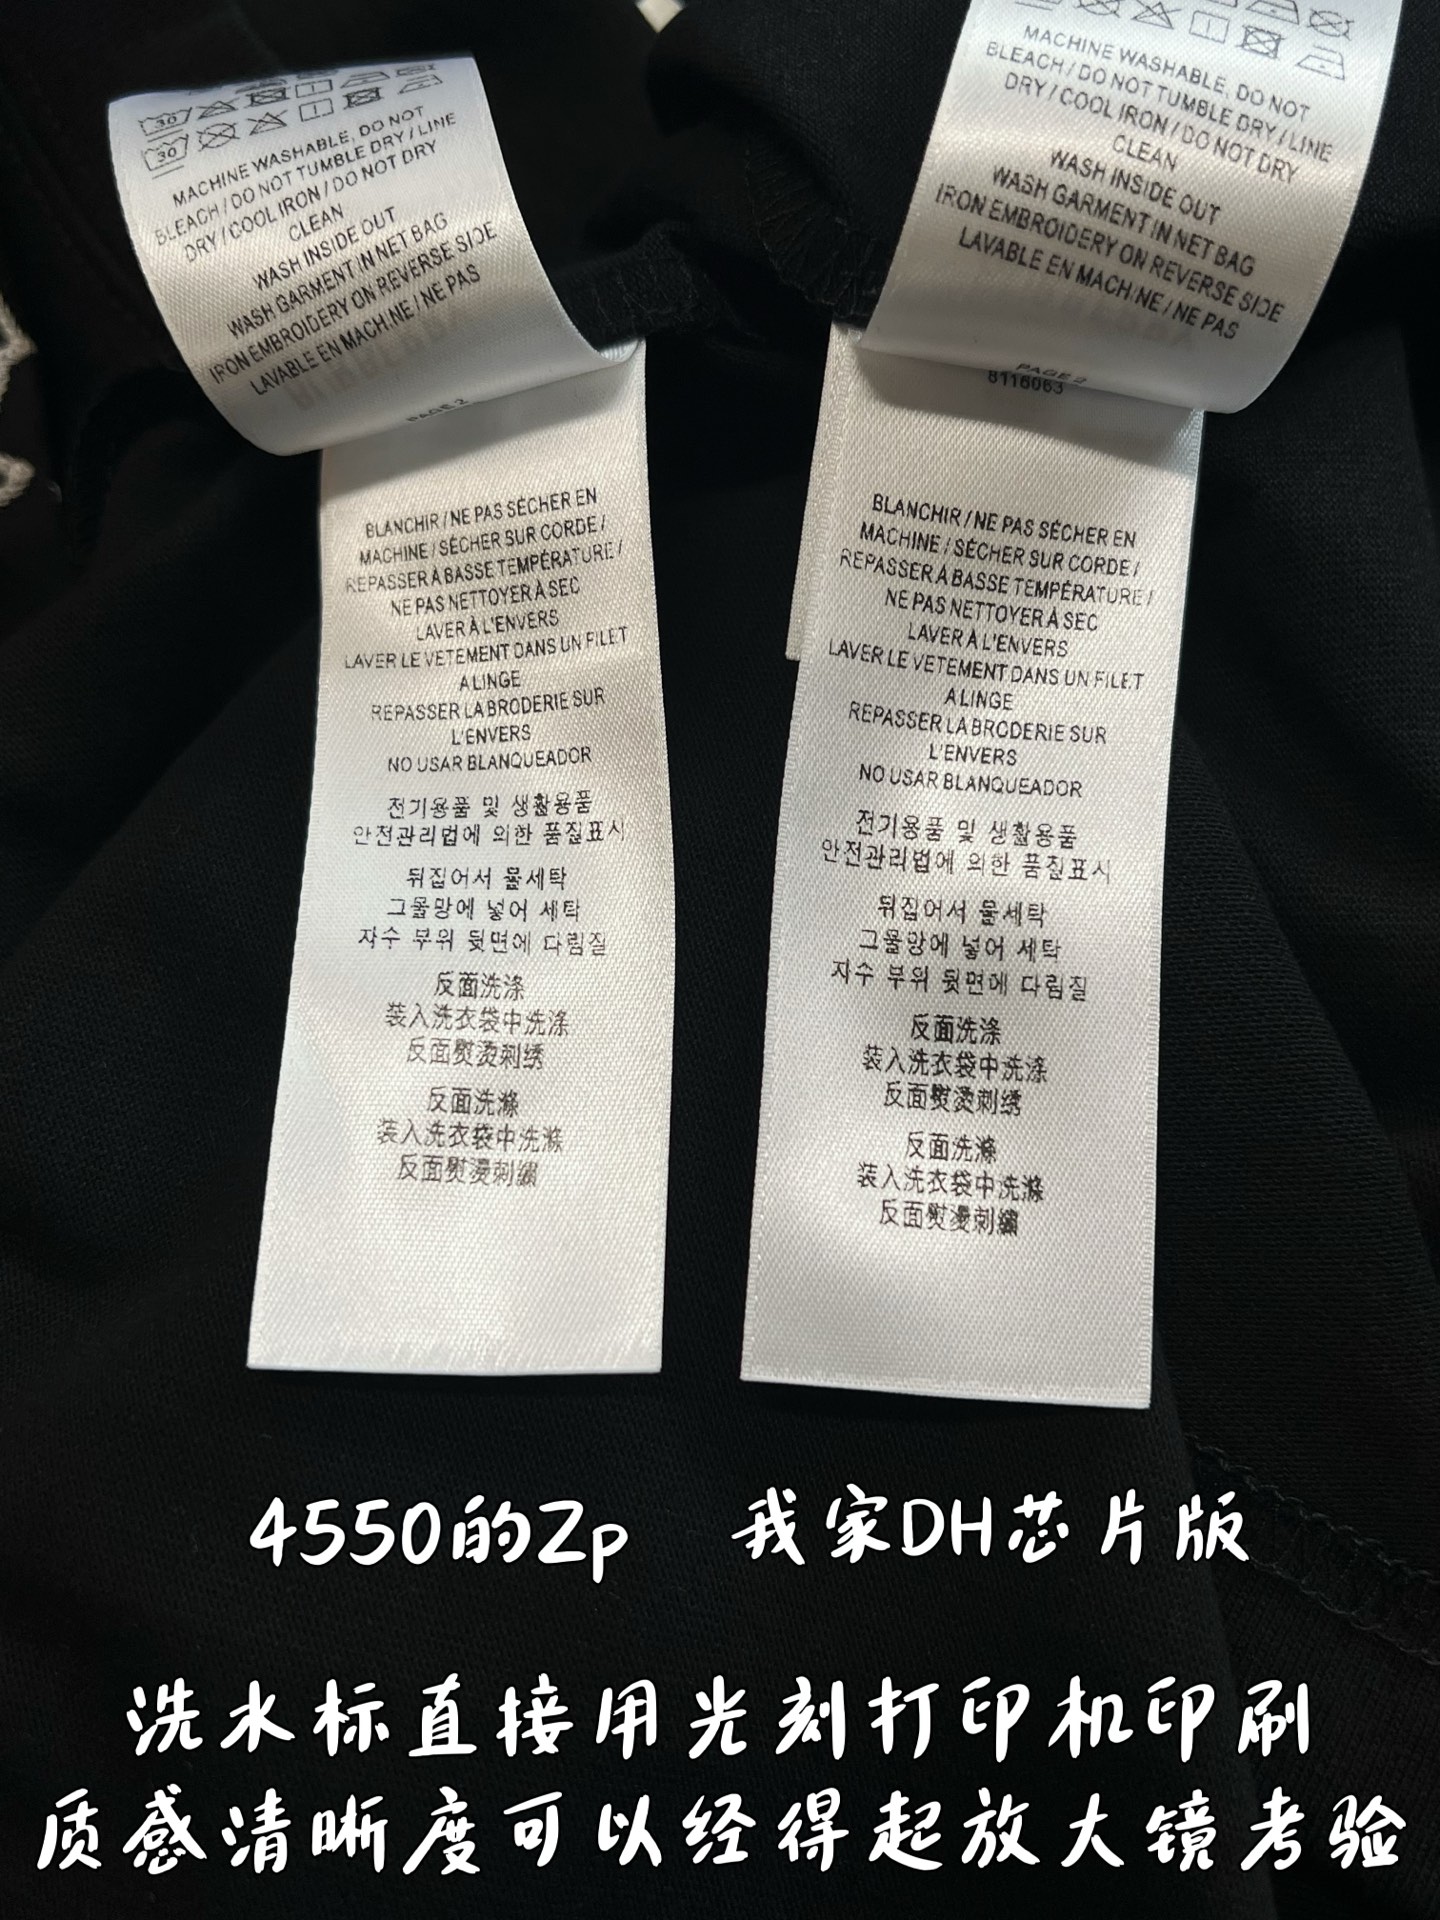 MACHINE WASHABLE, DO NOT
BLEACH / DO NOT TUMBLE DRY / LINE
DRY / COOL IRON / DO NOT DRY
CLEAN
WASH INSIDE OUT
WASH GARMENT IN NET BAG
IRON EMBROIDERY ON REVERSE SIDE
LAVABLE EN MACHINE / NE PAS
PAGE 2
BLANCHIR / NE PAS SÉCHER EN
MACHINE / SÉCHER SUR CORDE /
REPASSER À BASSE TEMPÉRATURE /
NE PAS NETTOYER À SEC
LAVER À L'ENVERS
LAVER LE VETEMENT DANS UN FILET
A LINGE
REPASSER LA BRODERIE SUR
L'ENVERS
NO USAR BLANQUEADOR
전기용품 및 생활용품
안전관리법에 의한 품질표시
뒤집어서 물세탁
그물망에 넣어 세탁
자수 부위 뒷면에 다림질
反面洗涤
装入洗衣袋中洗涤
反面熨烫刺绣
反面洗滌
装入洗衣袋中洗滌
反面熨燙刺繡
MACHINE WASHABLE, DO NOT
BLEACH / DO NOT TUMBLE DRY / LINE
DRY / COOL IRON / DO NOT DRY
CLEAN
WASH INSIDE OUT
WASH GARMENT IN NET BAG
IRON EMBROIDERY ON REVERSE SIDE
LAVABLE EN MACHINE / NE PAS
PAGE 2
8116063
BLANCHIR / NE PAS SÉCHER EN
MACHINE / SÉCHER SUR CORDE /
REPASSER À BASSE TEMPÉRATURE /
NE PAS NETTOYER À SEC
LAVER À L'ENVERS
LAVER LE VETEMENT DANS UN FILET
A LINGE
REPASSER LA BRODERIE SUR
L'ENVERS
NO USAR BLANQUEADOR
전기용품 및 생활용품
안전관리법에 의한 품질표시
뒤집어서 물세탁
그물망에 넣어 세탁
자수 부위 뒷면에 다림질
反面洗涤
装入洗衣袋中洗涤
反面熨烫刺绣
反面洗滌
装入洗衣袋中洗滌
反面熨燙刺繡
4550的Zp 我家DH芯片版
洗水标直接用光刻打印机印刷
质感清晰度可以经得起放大镜考验